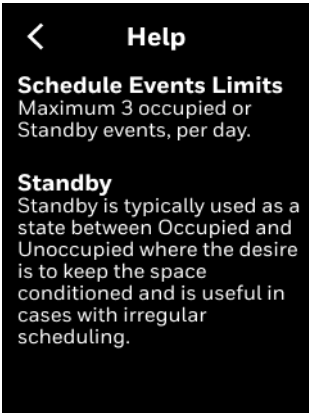 Help
Schedule Events Limits
Maximum 3 occupied or
Standby events, per day.
Standby
Standby is typically used as a
state between Occupied and
Unoccupied where the desire
is to keep the space
conditioned and is useful in
cases with irregular
scheduling.